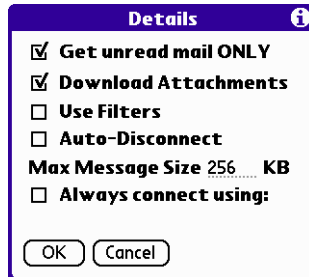 Details
Get unread mail ONLY
Download Attachments
Use Filters
Auto-Disconnect
Max Message Size 256 KB
Always connect using:
OK Cancel